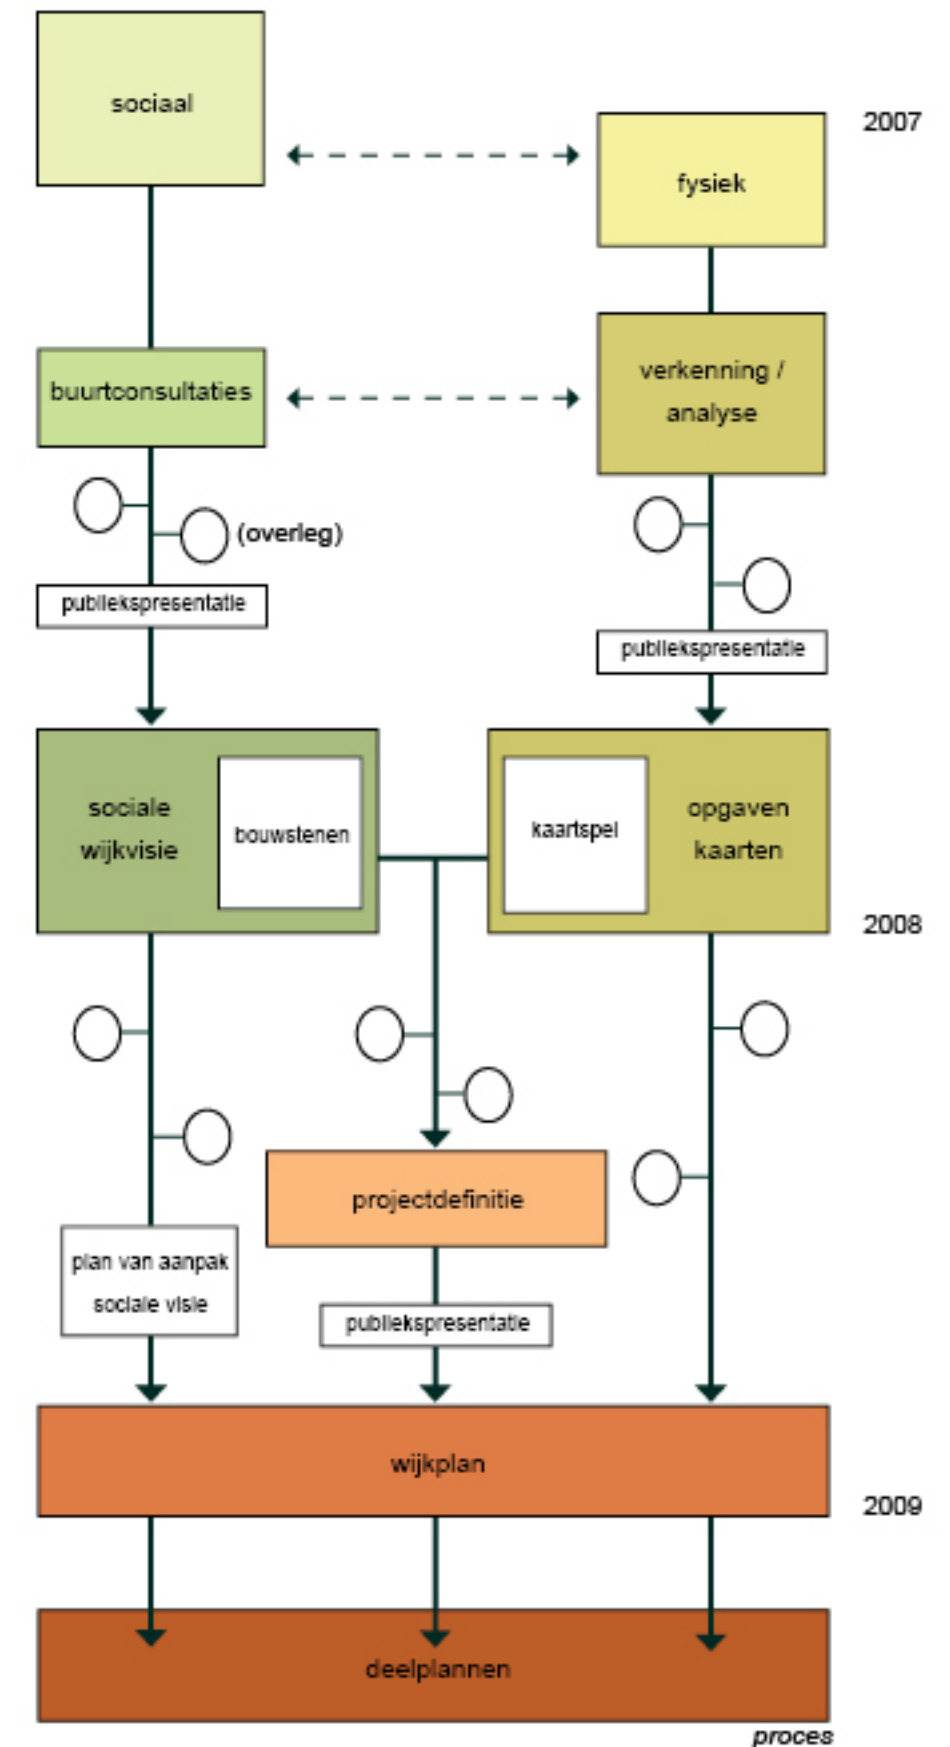 sociaal
2007
fysiek
buurtconsultaties
verkenning /
analyse
(overleg)
publiekspresentatie
publiekspresentatie
sociale
wijkvisie
bouwstenen
kaartspel
opgaven
kaarten
2008
projectdefinitie
plan van aanpak
sociale visie
publiekspresentatie
wijkplan
2009
deelplannen
proces